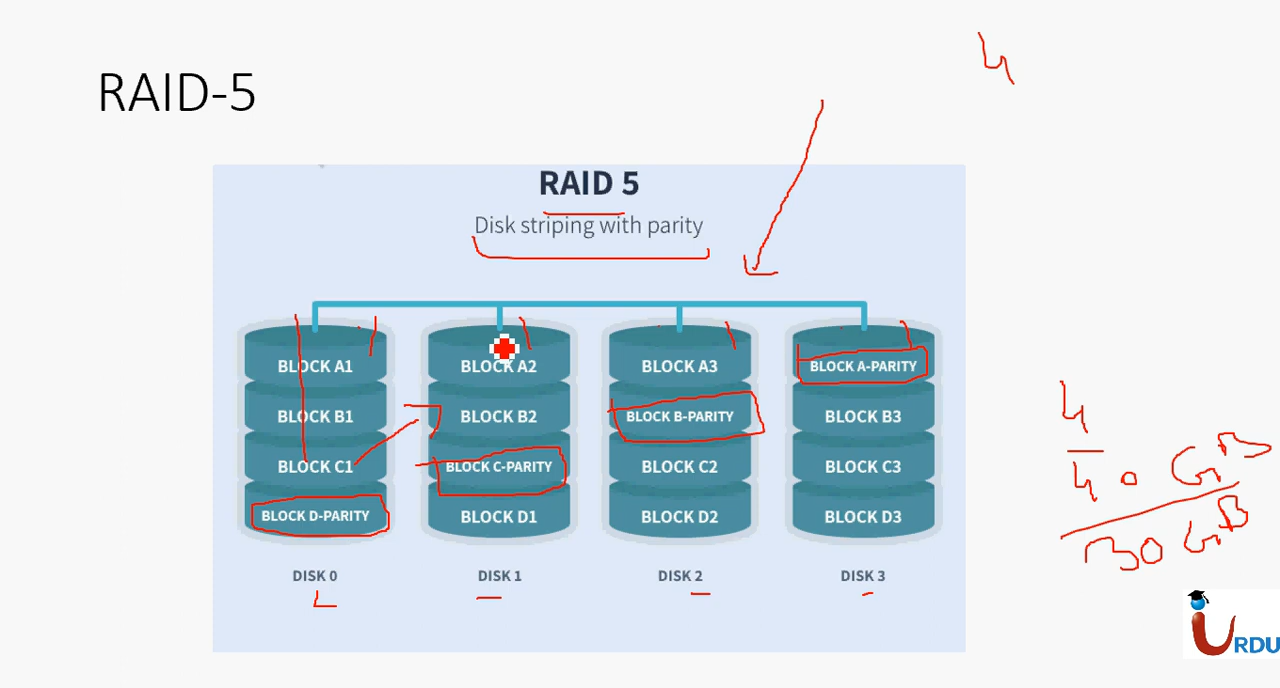 4
RAID-5
RAID 5
Disk striping with parity
BLOCK A1 BLOCK A2 BLOCK A3 BLOCK A-PARITY
BLOCK B1 BLOCK B2 BLOCK B-PARITY BLOCK B3
BLOCK C1 BLOCK C-PARITY BLOCK C2 BLOCK C3
BLOCK D-PARITY BLOCK D1 BLOCK D2 BLOCK D3
DISK 0 DISK 1 DISK 2 DISK 3
4
40 GB
30 GB
iURDU